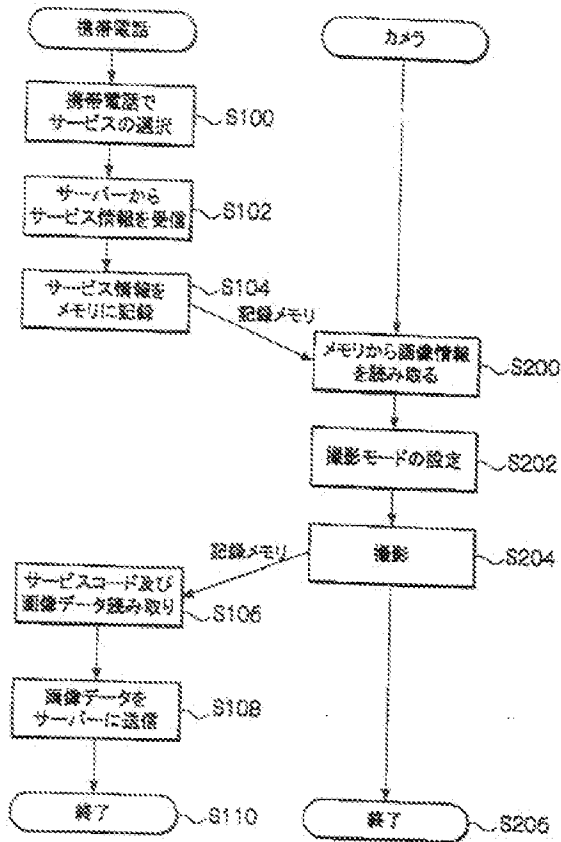 携帯電話
カメラ
携帯電話で
サービスの選択
S100
サーバーから
サービス情報を受信
S102
サービス情報を
メモリに記録
S104
記録メモリ
メモリから画像情報
を読み取る
S200
撮影モードの設定
S202
撮影
S204
記録メモリ
サービスコード及び
画像データ読み取り
S106
画像データを
サーバーに送信
S108
終了
S110
終了
S206